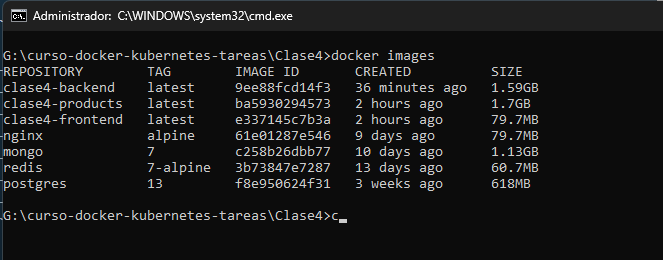 Administrador: C:\WINDOWS\system32\cmd.exe
G:\curso-docker-kubernetes-tareas\Clase4>docker images
REPOSITORY TAG IMAGE ID CREATED SIZE
clase4-backend latest 9ee88fcd14f3 36 minutes ago 1.59GB
clase4-products latest ba5930294573 2 hours ago 1.7GB
clase4-frontend latest e337145c7b3a 2 hours ago 79.7MB
nginx alpine 61e01287e546 9 days ago 79.7MB
mongo 7 c258b26dbb77 10 days ago 1.13GB
redis 7-alpine 3b73847e7287 13 days ago 60.7MB
postgres 13 f8e950624f31 3 weeks ago 618MB
G:\curso-docker-kubernetes-tareas\Clase4>c